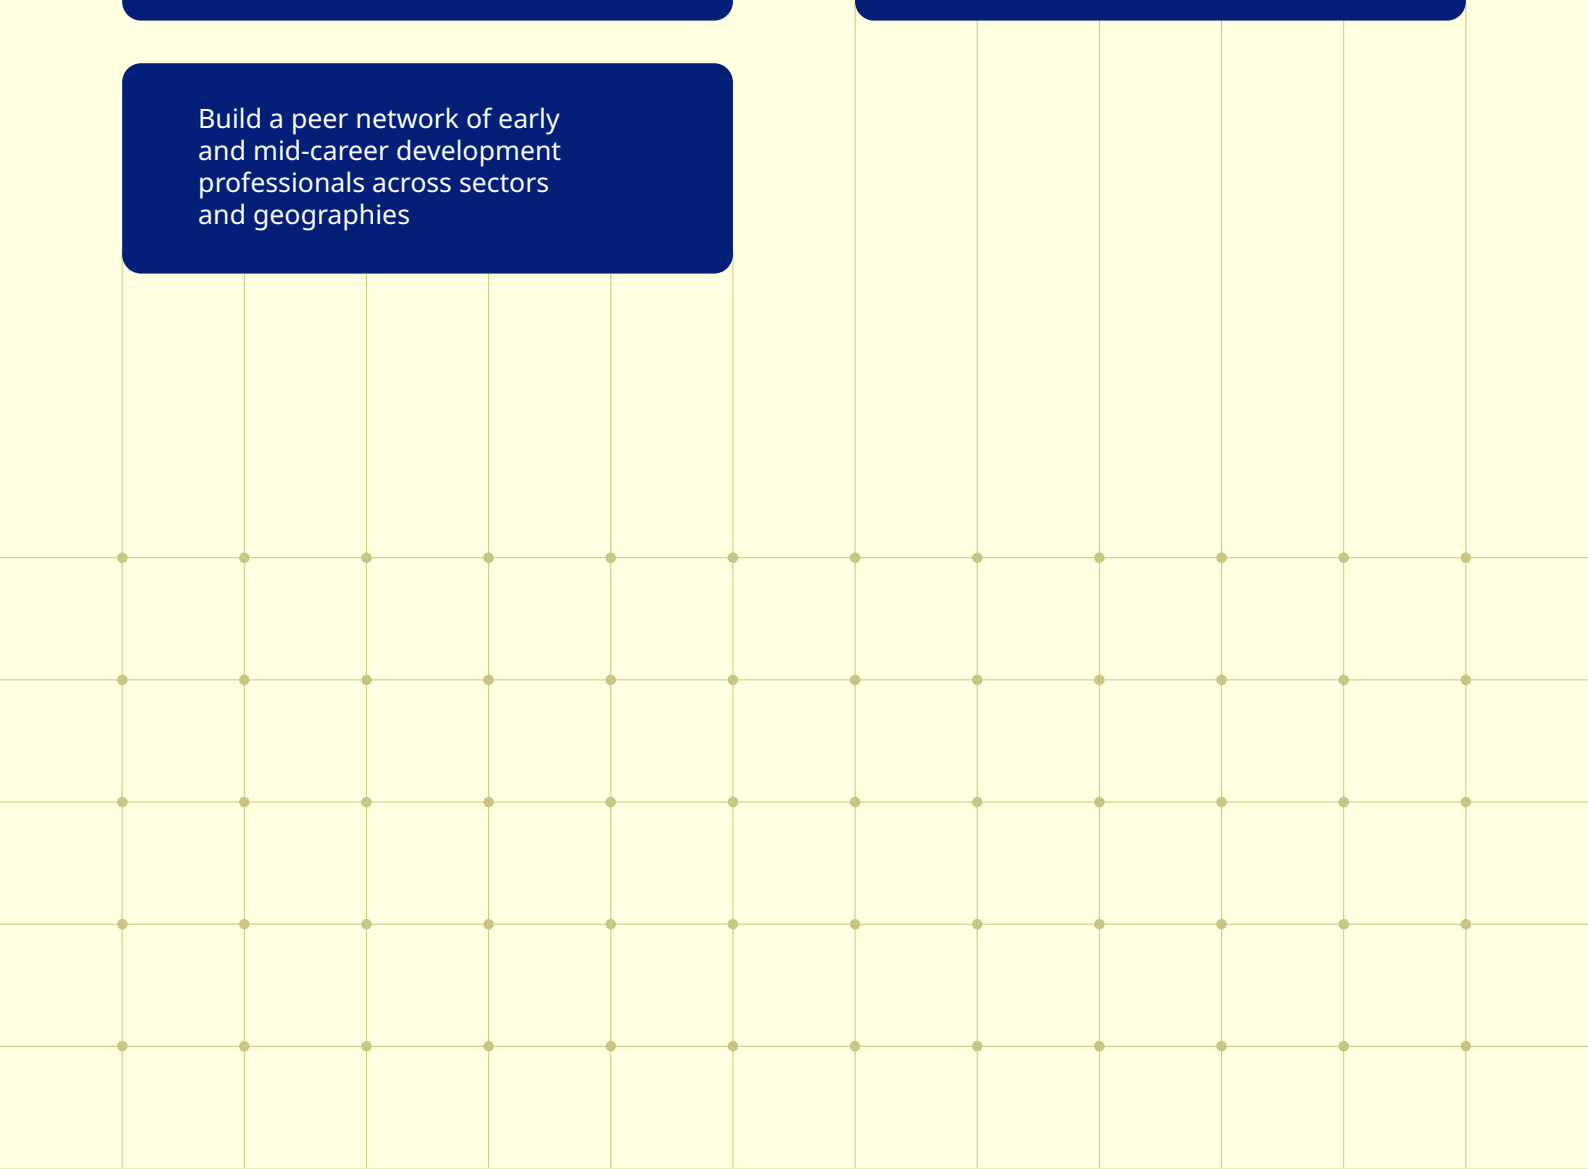 Build a peer network of early
and mid-career development
professionals across sectors
and geographies